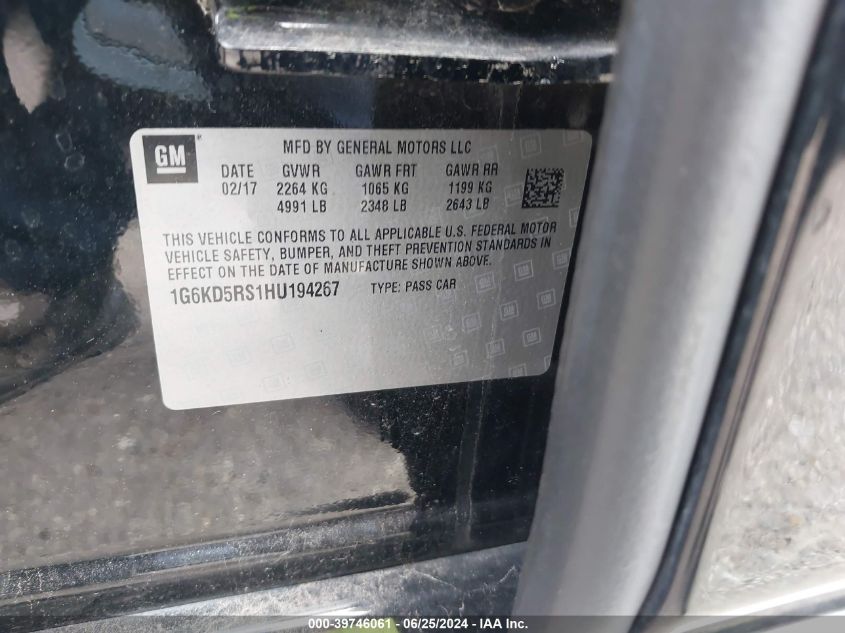 GM
MFD BY GENERAL MOTORS LLC
DATE GVWR GAWR FRT GAWR RR
02/17 2264 KG 1065 KG 1199 KG
4991 LB 2348 LB 2643 LB
THIS VEHICLE CONFORMS TO ALL APPLICABLE U.S. FEDERAL MOTOR
VEHICLE SAFETY, BUMPER, AND THEFT PREVENTION STANDARDS IN
EFFECT ON THE DATE OF MANUFACTURE SHOWN ABOVE.
1G6KD5RS1HU194267 TYPE: PASS CAR
000-39746061 - 06/25/2024 - IAA Inc.